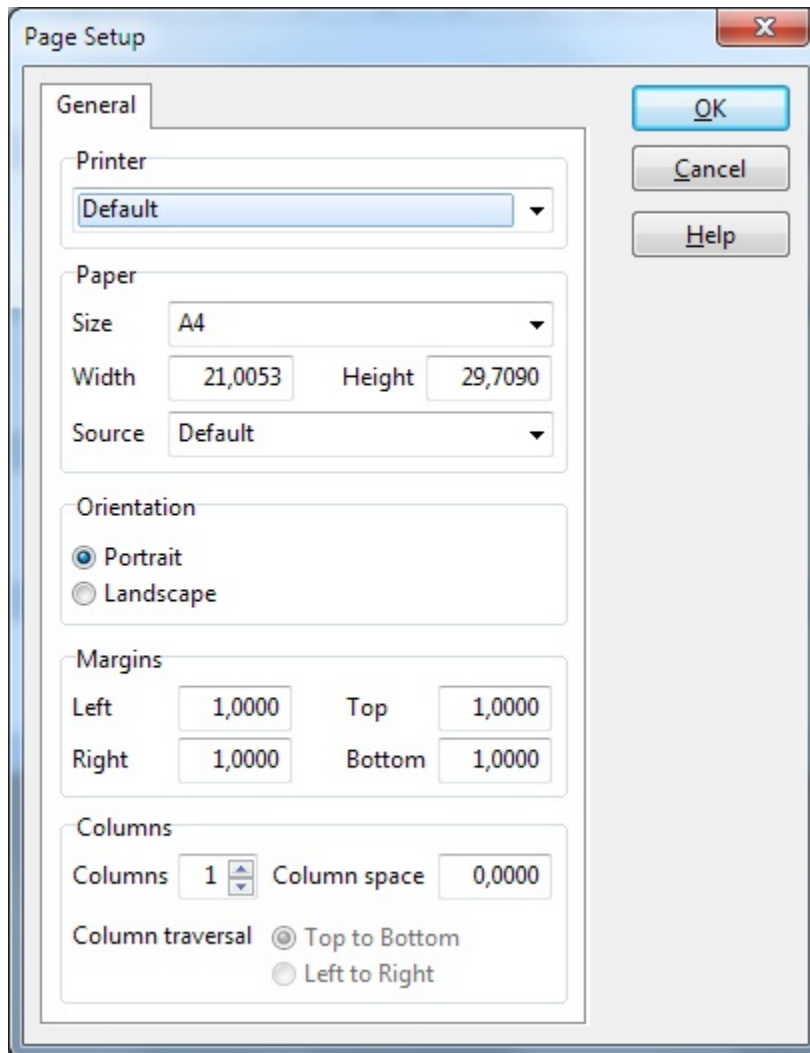 Page Setup
General
OK
Cancel
Help
Printer
Default
Paper
Size A4
Width 21,0053 Height 29,7090
Source Default
Orientation
Portrait
Landscape
Margins
Left 1,0000 Top 1,0000
Right 1,0000 Bottom 1,0000
Columns
Columns 1 Column space 0,0000
Column traversal Top to Bottom
Left to Right